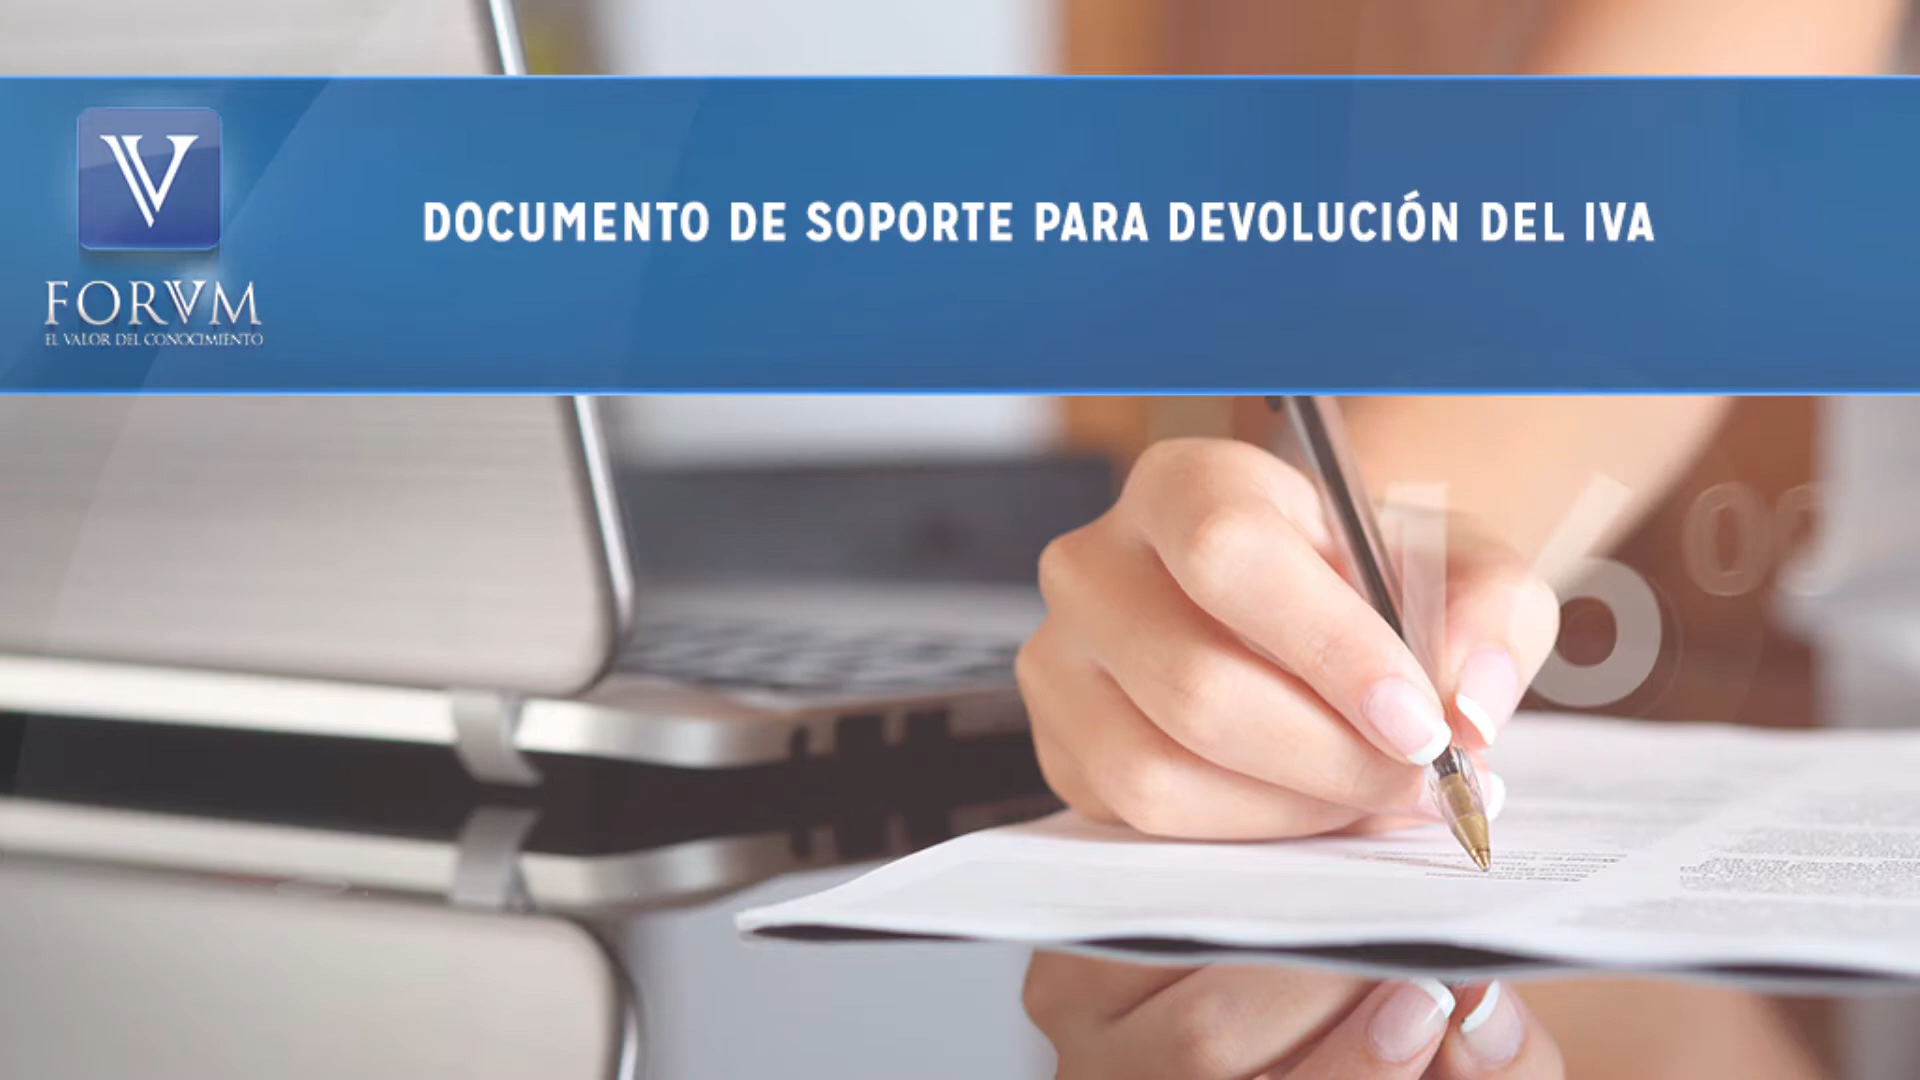 DOCUMENTO DE SOPORTE PARA DEVOLUCIÓN DEL IVA
V
FORVM
EL VALOR DEL CONOCIMIENTO